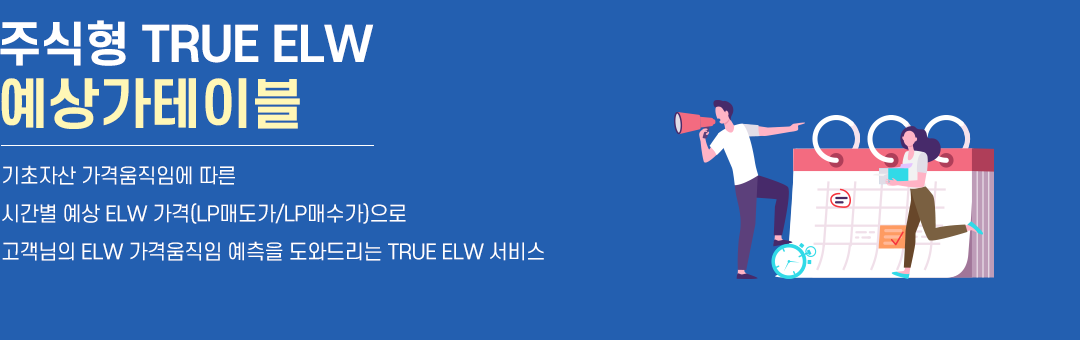 주식형 TRUE ELW
예상가테이블
기초자산 가격움직임에 따른
시간별 예상 ELW 가격(LP매도가/LP매수가)으로
고객님의 ELW 가격움직임 예측을 도와드리는 TRUE ELW 서비스